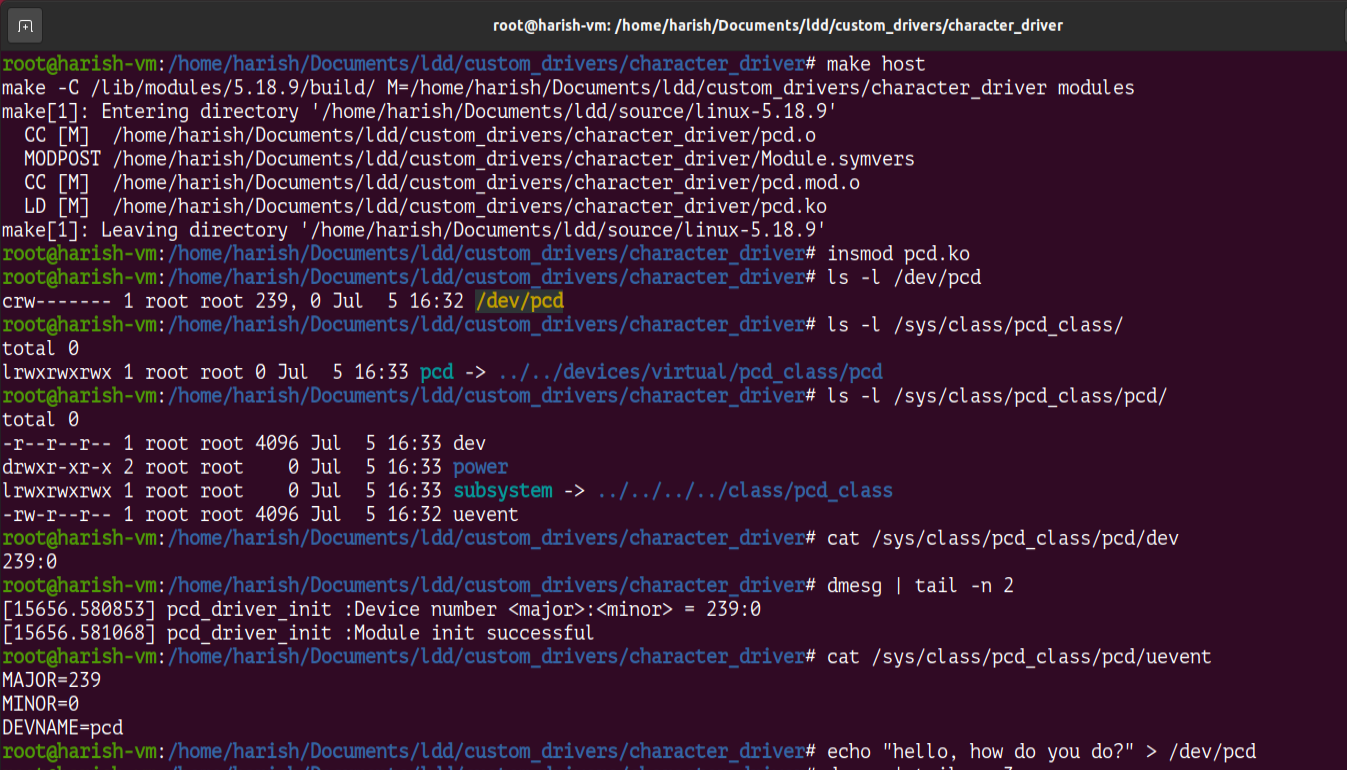 root@harish-vm: /home/harish/Documents/ldd/custom_drivers/character_driver
root@harish-vm:/home/harish/Documents/ldd/custom_drivers/character_driver# make host
make -C /lib/modules/5.18.9/build/ M=/home/harish/Documents/ldd/custom_drivers/character_driver modules
make[1]: Entering directory '/home/harish/Documents/ldd/source/linux-5.18.9'
  CC [M]  /home/harish/Documents/ldd/custom_drivers/character_driver/pcd.o
  MODPOST /home/harish/Documents/ldd/custom_drivers/character_driver/Module.symvers
  CC [M]  /home/harish/Documents/ldd/custom_drivers/character_driver/pcd.mod.o
  LD [M]  /home/harish/Documents/ldd/custom_drivers/character_driver/pcd.ko
make[1]: Leaving directory '/home/harish/Documents/ldd/source/linux-5.18.9'
root@harish-vm:/home/harish/Documents/ldd/custom_drivers/character_driver# insmod pcd.ko
root@harish-vm:/home/harish/Documents/ldd/custom_drivers/character_driver# ls -l /dev/pcd
crw------- 1 root root 239, 0 Jul  5 16:32 /dev/pcd
root@harish-vm:/home/harish/Documents/ldd/custom_drivers/character_driver# ls -l /sys/class/pcd_class/
total 0
lrwxrwxrwx 1 root root 0 Jul  5 16:33 pcd -> ../../devices/virtual/pcd_class/pcd
root@harish-vm:/home/harish/Documents/ldd/custom_drivers/character_driver# ls -l /sys/class/pcd_class/pcd/
total 0
-r--r--r-- 1 root root 4096 Jul  5 16:33 dev
drwxr-xr-x 2 root root    0 Jul  5 16:33 power
lrwxrwxrwx 1 root root    0 Jul  5 16:33 subsystem -> ../../../../class/pcd_class
-rw-r--r-- 1 root root 4096 Jul  5 16:32 uevent
root@harish-vm:/home/harish/Documents/ldd/custom_drivers/character_driver# cat /sys/class/pcd_class/pcd/dev
239:0
root@harish-vm:/home/harish/Documents/ldd/custom_drivers/character_driver# dmesg | tail -n 2
[15656.580853] pcd_driver_init :Device number <major>:<minor> = 239:0
[15656.581068] pcd_driver_init :Module init successful
root@harish-vm:/home/harish/Documents/ldd/custom_drivers/character_driver# cat /sys/class/pcd_class/pcd/uevent
MAJOR=239
MINOR=0
DEVNAME=pcd
root@harish-vm:/home/harish/Documents/ldd/custom_drivers/character_driver# echo "hello, how do you do?" > /dev/pcd